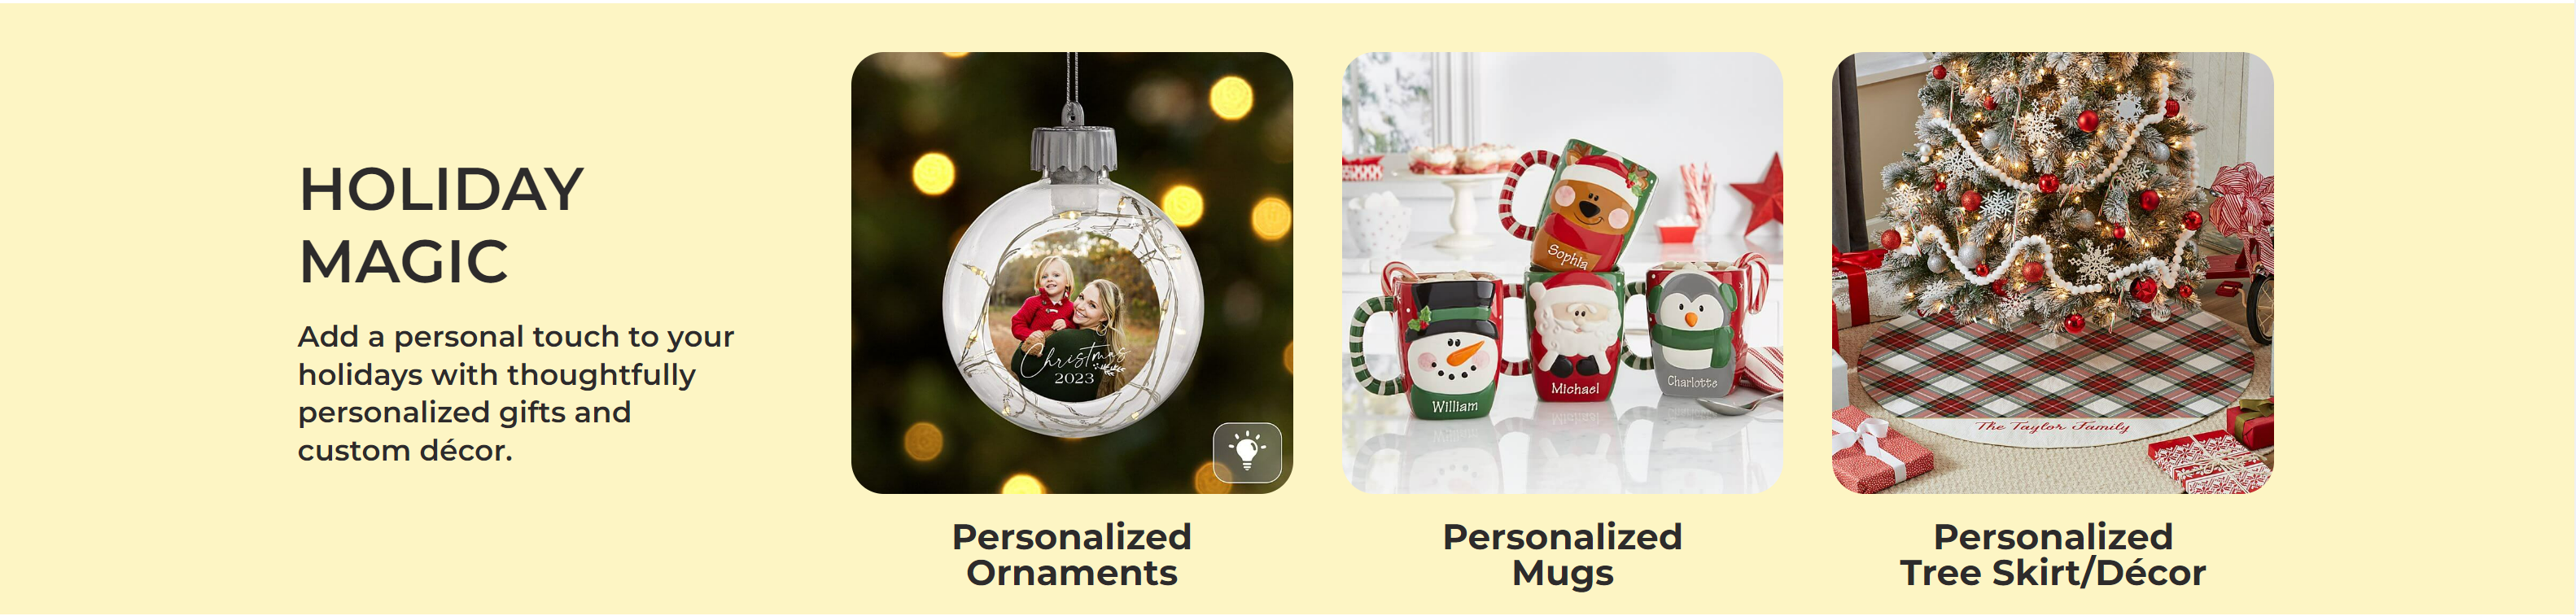 HOLIDAY
MAGIC
Add a personal touch to your
holidays with thoughtfully
personalized gifts and
custom décor.
Christmas
2023
Sophia
William
Michael
Charlotte
The Taylor Family
Personalized
Ornaments
Personalized
Mugs
Personalized
Tree Skirt/Décor